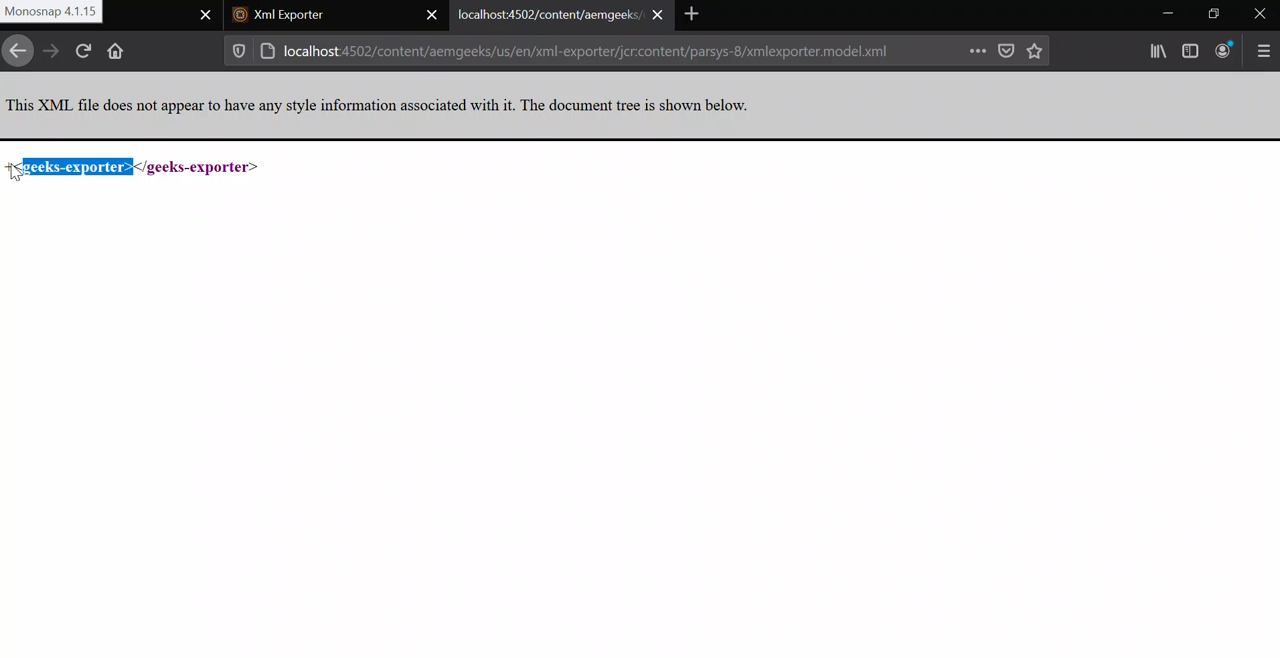 Monosnap 4.1.15
Xml Exporter
localhost:4502/content/aemgeeks/
localhost:4502/content/aemgeeks/us/en/xml-exporter/jcr:content/parsys-8/xmlexporter.model.xml
This XML file does not appear to have any style information associated with it. The document tree is shown below.
<geeks-exporter></geeks-exporter>